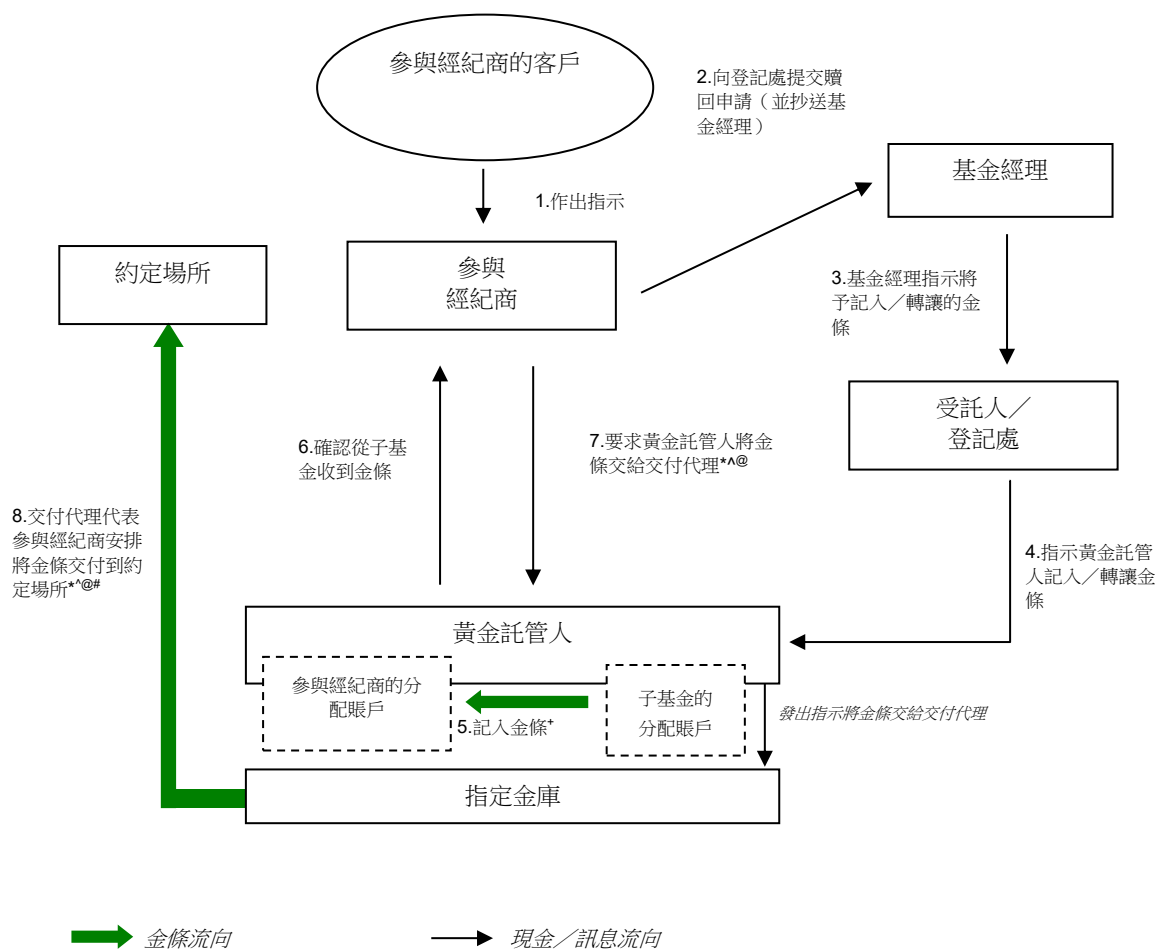 參與經紀商的客戶
2.向登記處提交贖
回申請（並抄送基
金經理）
基金經理
1.作出指示
約定場所
參與
經紀商
3.基金經理指示將
予記入／轉讓的金
條
受託人／
登記處
6.確認從子基
金收到金條
7.要求黃金託管人將金
條交給交付代理*^@
8.交付代理代表
參與經紀商安排
將金條交付到約
定場所*^@#
4.指示黃金託管
人記入／轉讓金
條
黃金託管人
參與經紀商的分
配賬戶
5.記入金條+
子基金的
分配賬戶
發出指示將金條交給交付代理
指定金庫
金條流向
現金／訊息流向